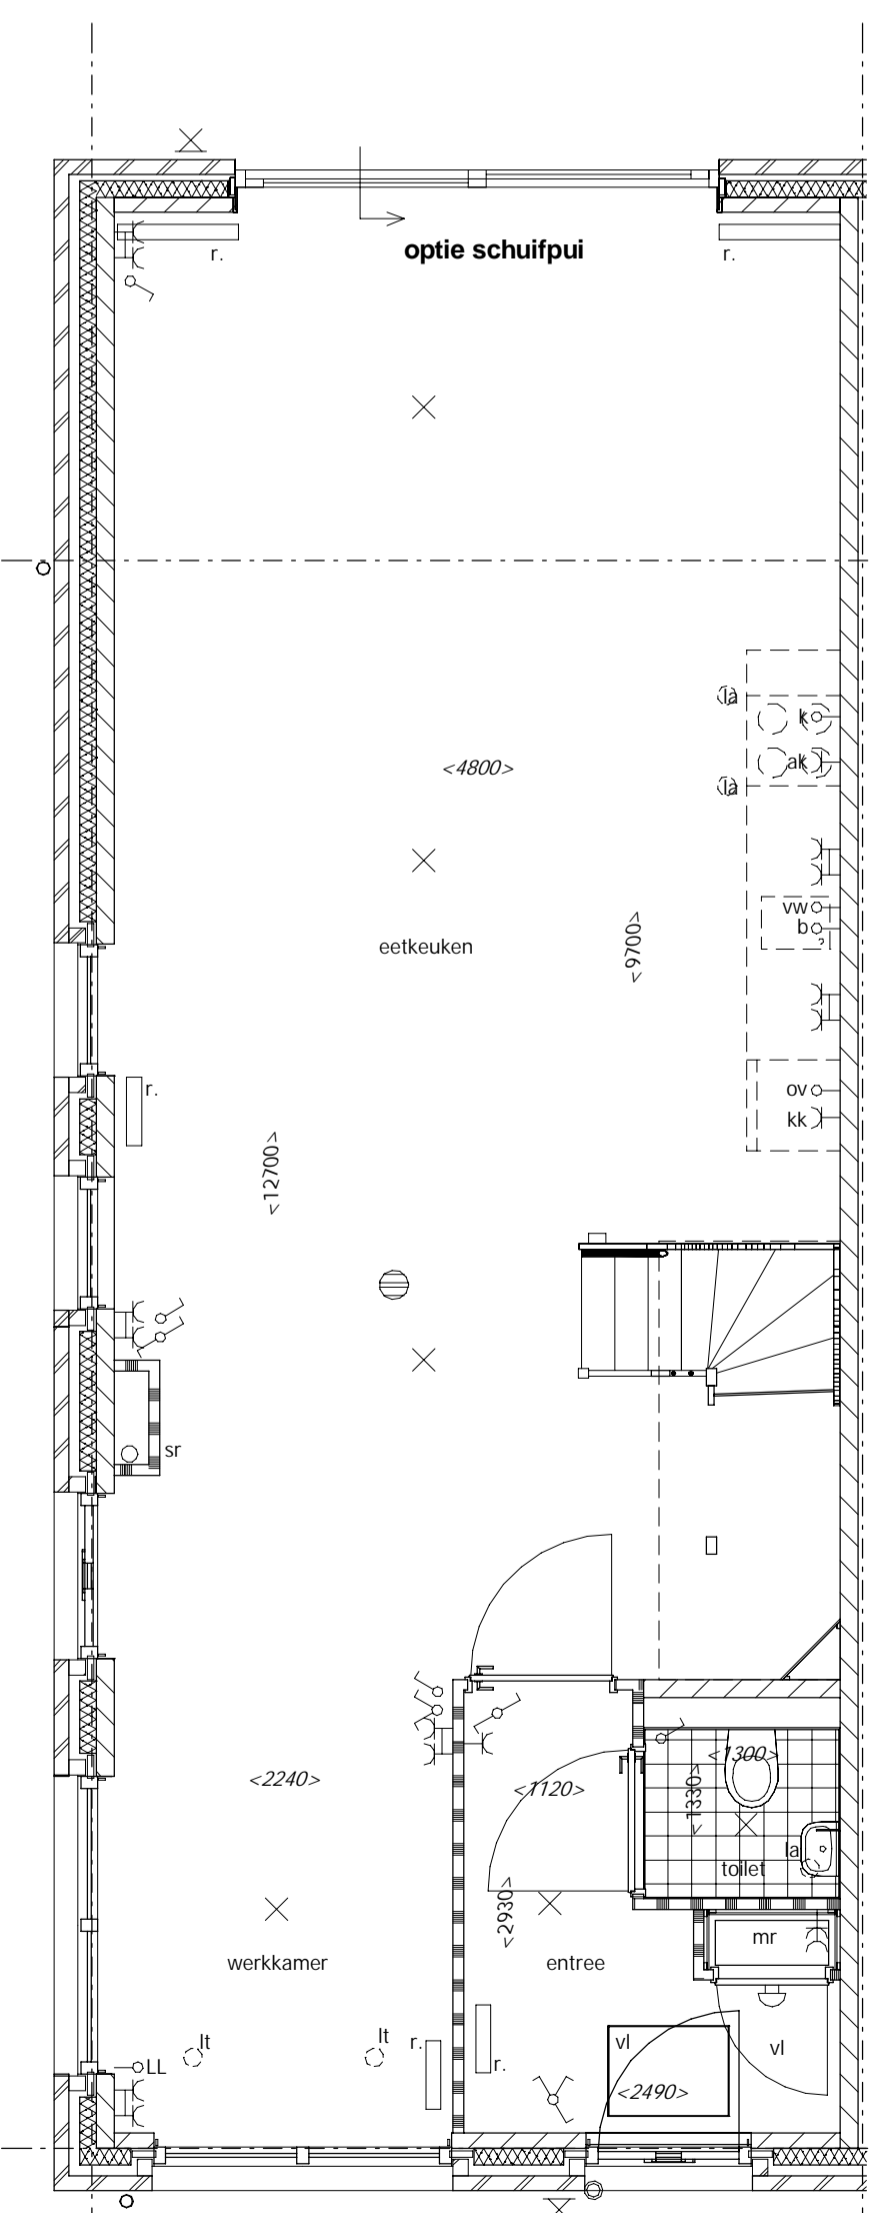 r.
optie schuifpui
r.
la
k
<4800>
ak
la
vw
b
?
eetkeuken
<9700>
ov
kk
r.
<12700>
sr
<2240>
<1120>
<1300>
<1330>
la
toilet
<2930>
mr
werkkamer
entree
lt
lt
r.
r.
vl
vl
LL
<2490>